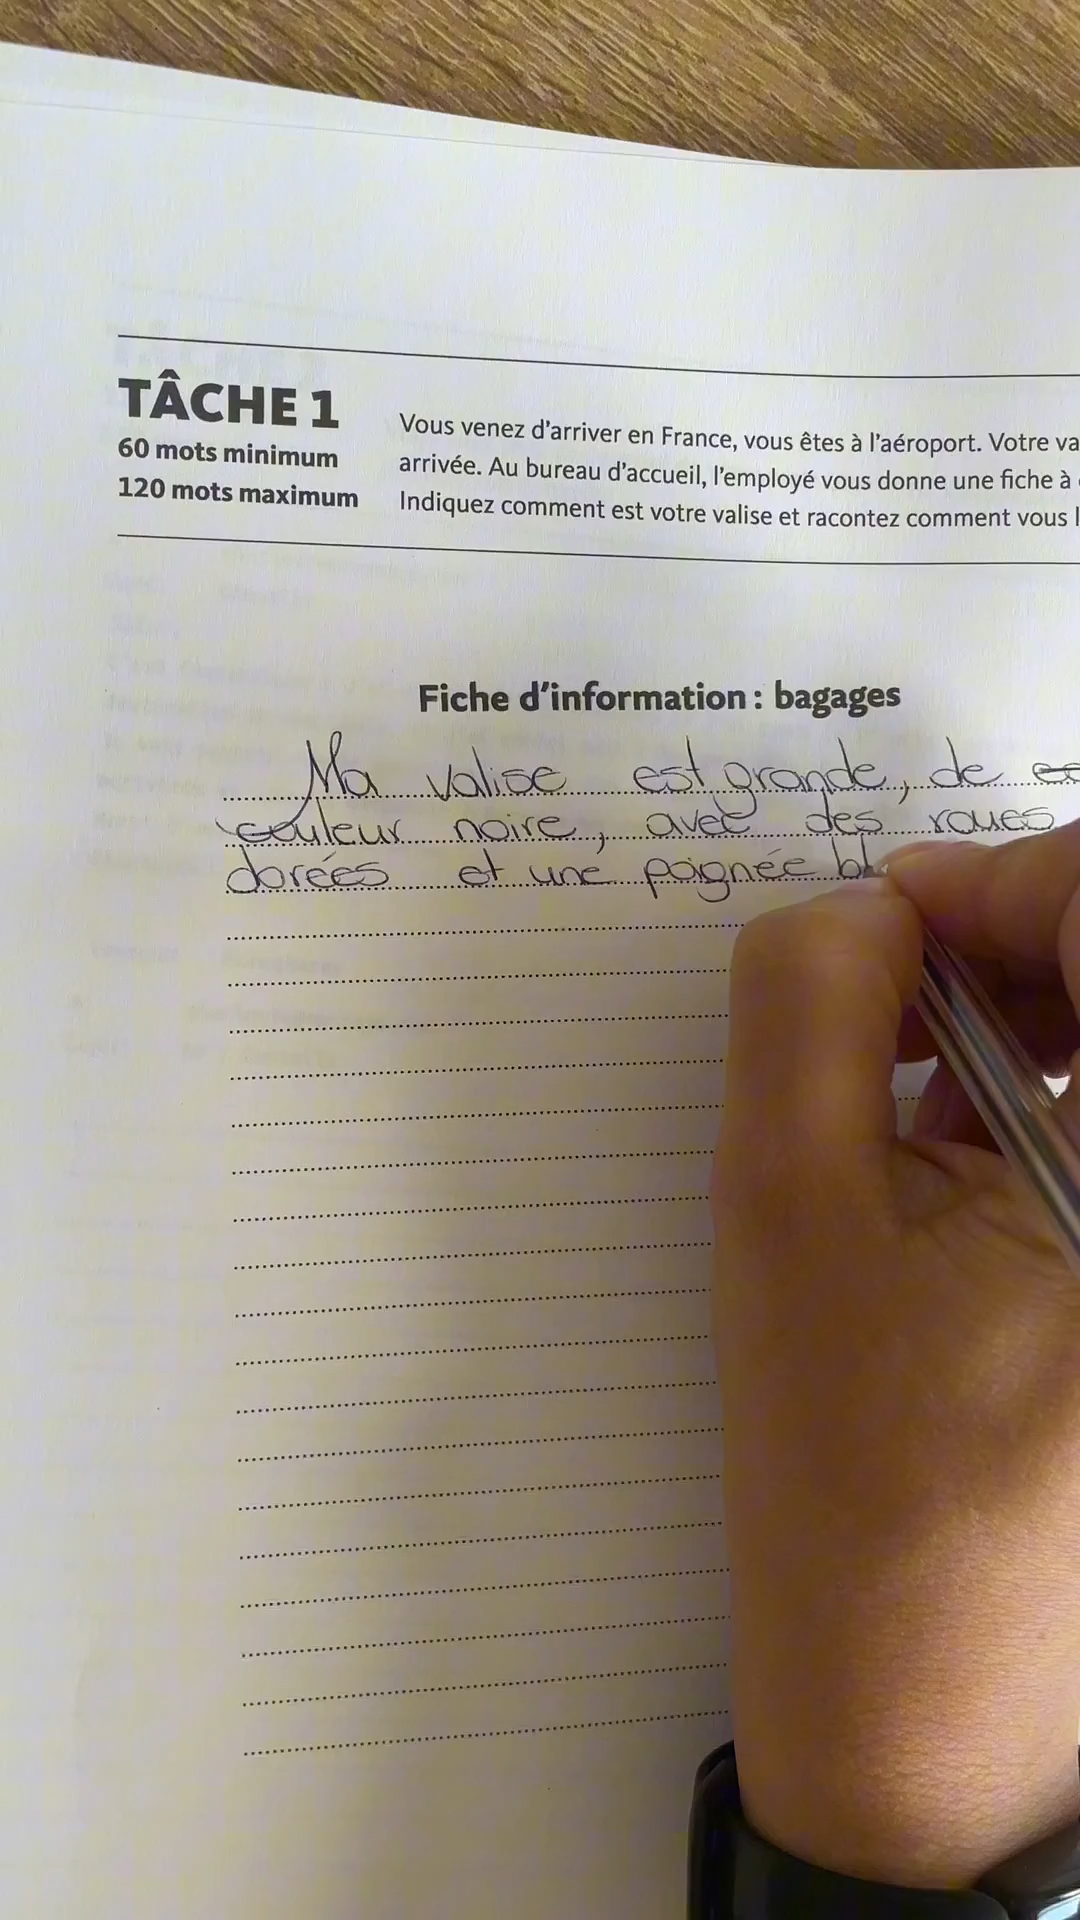 TÂCHE 1
60 mots minimum
120 mots maximum
Vous venez d'arriver en France, vous êtes à l'aéroport. Votre va
arrivée. Au bureau d'accueil, l'employé vous donne une fiche à
Indiquez comment est votre valise et racontez comment vous l
Fiche d'information : bagages
Ma valise est grande, de
couleur noire, avec des roues
dorées et une poignée bl